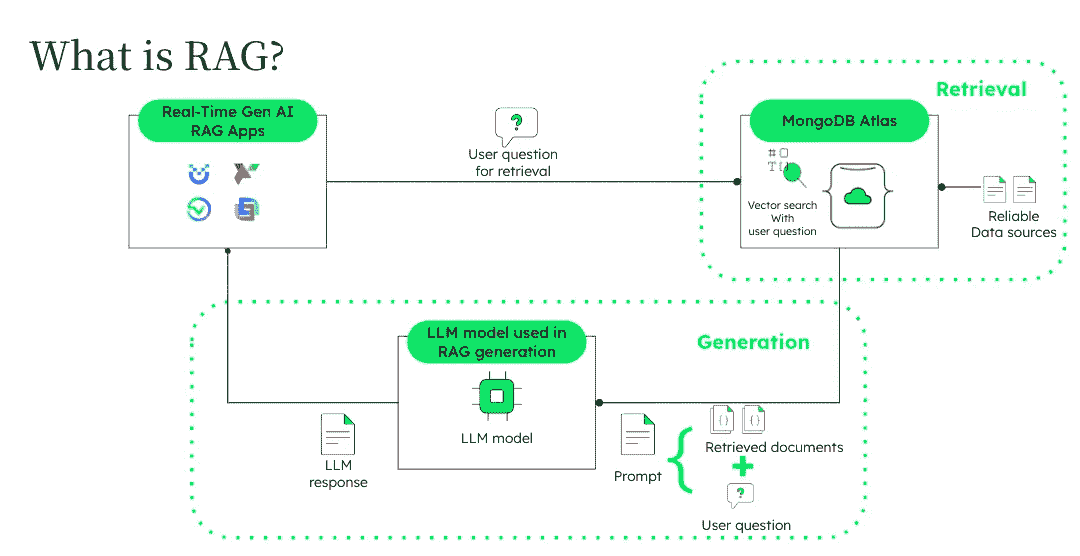 What is RAG?
Real-Time Gen AI
RAG Apps
?
User question
for retrieval
Retrieval
MongoDB Atlas
Vector search
With
user question
Reliable
Data sources
Generation
LLM model used in
RAG generation
LLM model
LLM
response
Prompt
{ }
{ }
Retrieved documents
+
?
User question